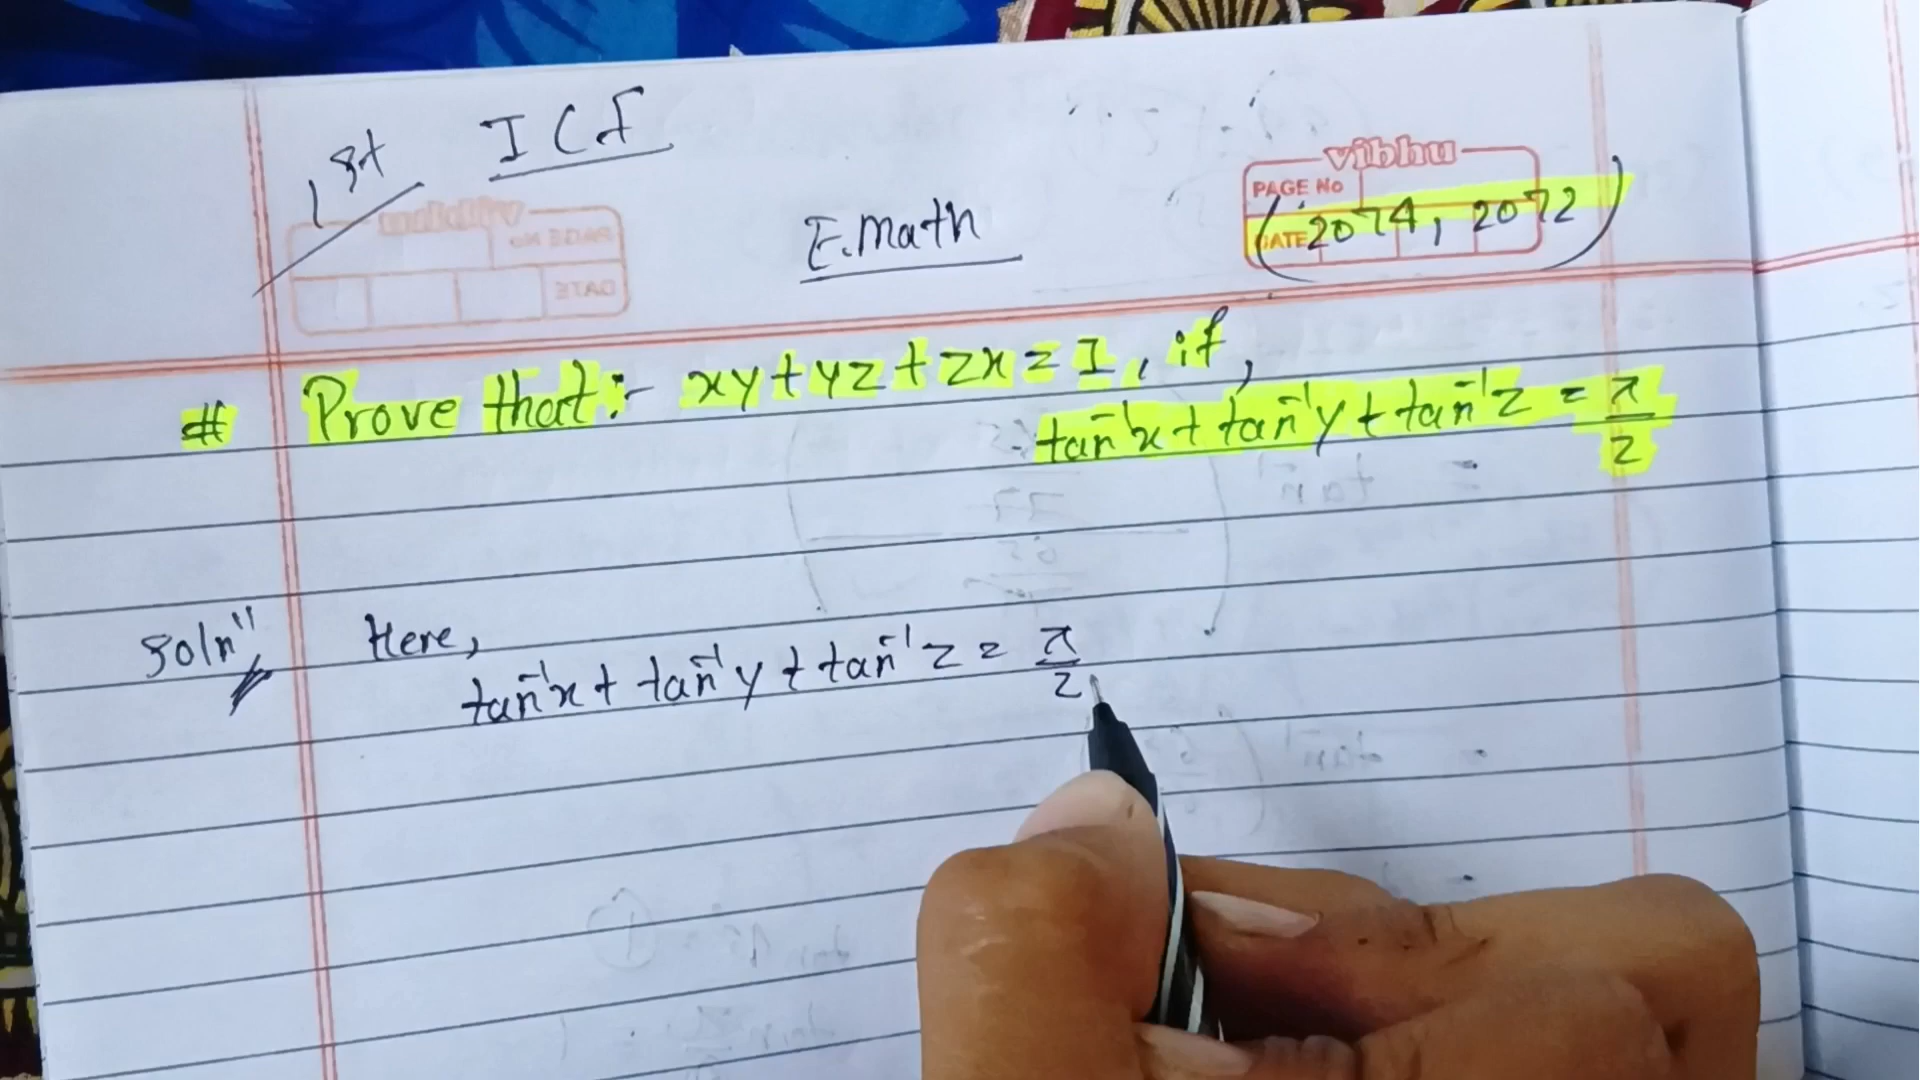 1st
I C I
E.math
vibhu
PAGE No
DATE
(2074, 2072)
# Prove that:- xy+yz+zx=1, if,
tan⁻¹x + tan⁻¹y + tan⁻¹z = π/2
Soln"
Here,
tan⁻¹x + tan⁻¹y + tan⁻¹z = π/2